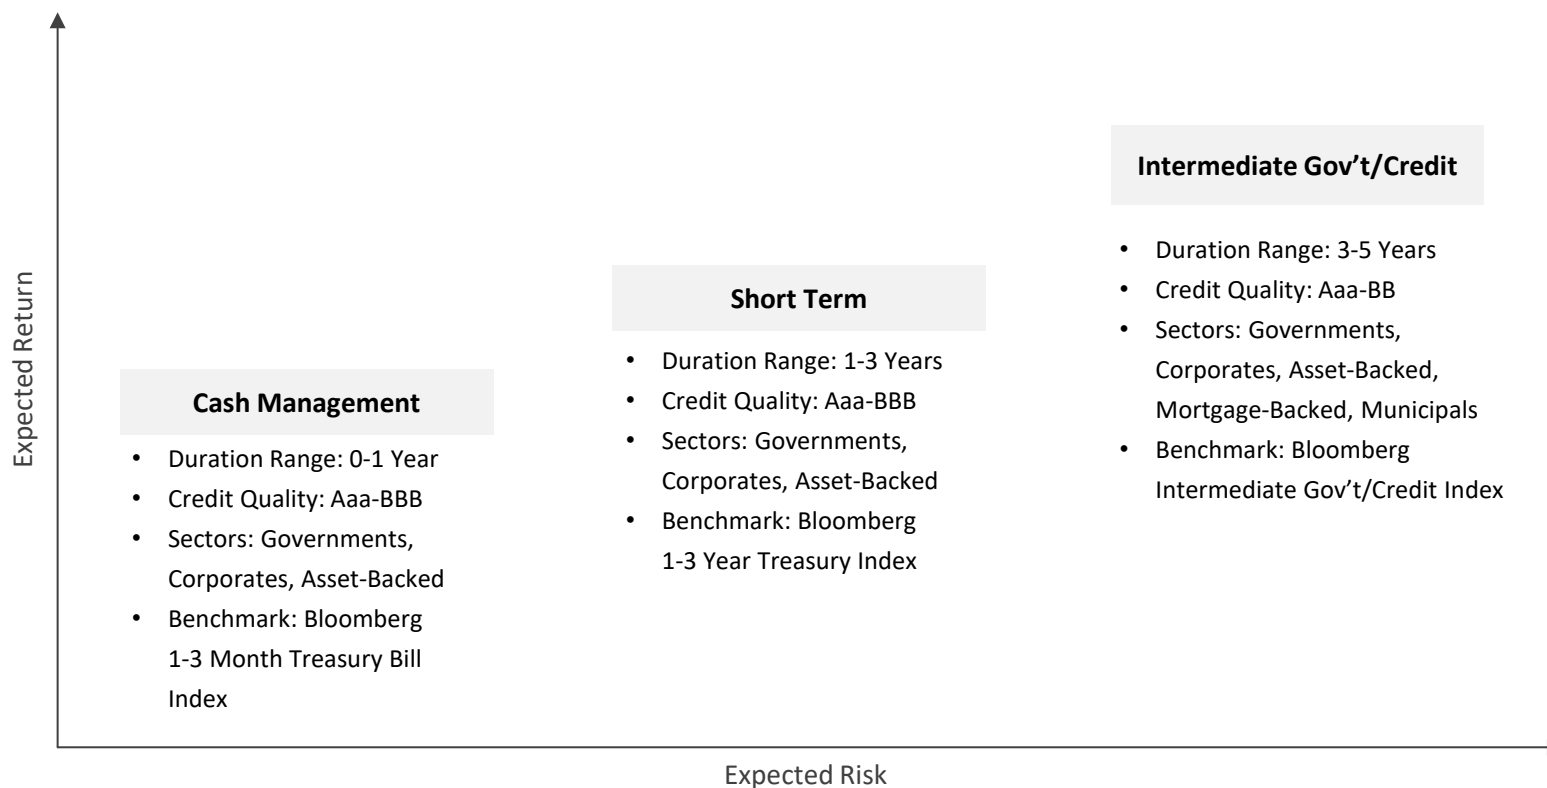 Expected Return
Cash Management
• Duration Range: 0-1 Year
• Credit Quality: Aaa-BBB
• Sectors: Governments,
Corporates, Asset-Backed
• Benchmark: Bloomberg
1-3 Month Treasury Bill
Index
Short Term
• Duration Range: 1-3 Years
• Credit Quality: Aaa-BBB
• Sectors: Governments,
Corporates, Asset-Backed
• Benchmark: Bloomberg
1-3 Year Treasury Index
Intermediate Gov’t/Credit
• Duration Range: 3-5 Years
• Credit Quality: Aaa-BB
• Sectors: Governments,
Corporates, Asset-Backed,
Mortgage-Backed, Municipals
• Benchmark: Bloomberg
Intermediate Gov’t/Credit Index
Expected Risk